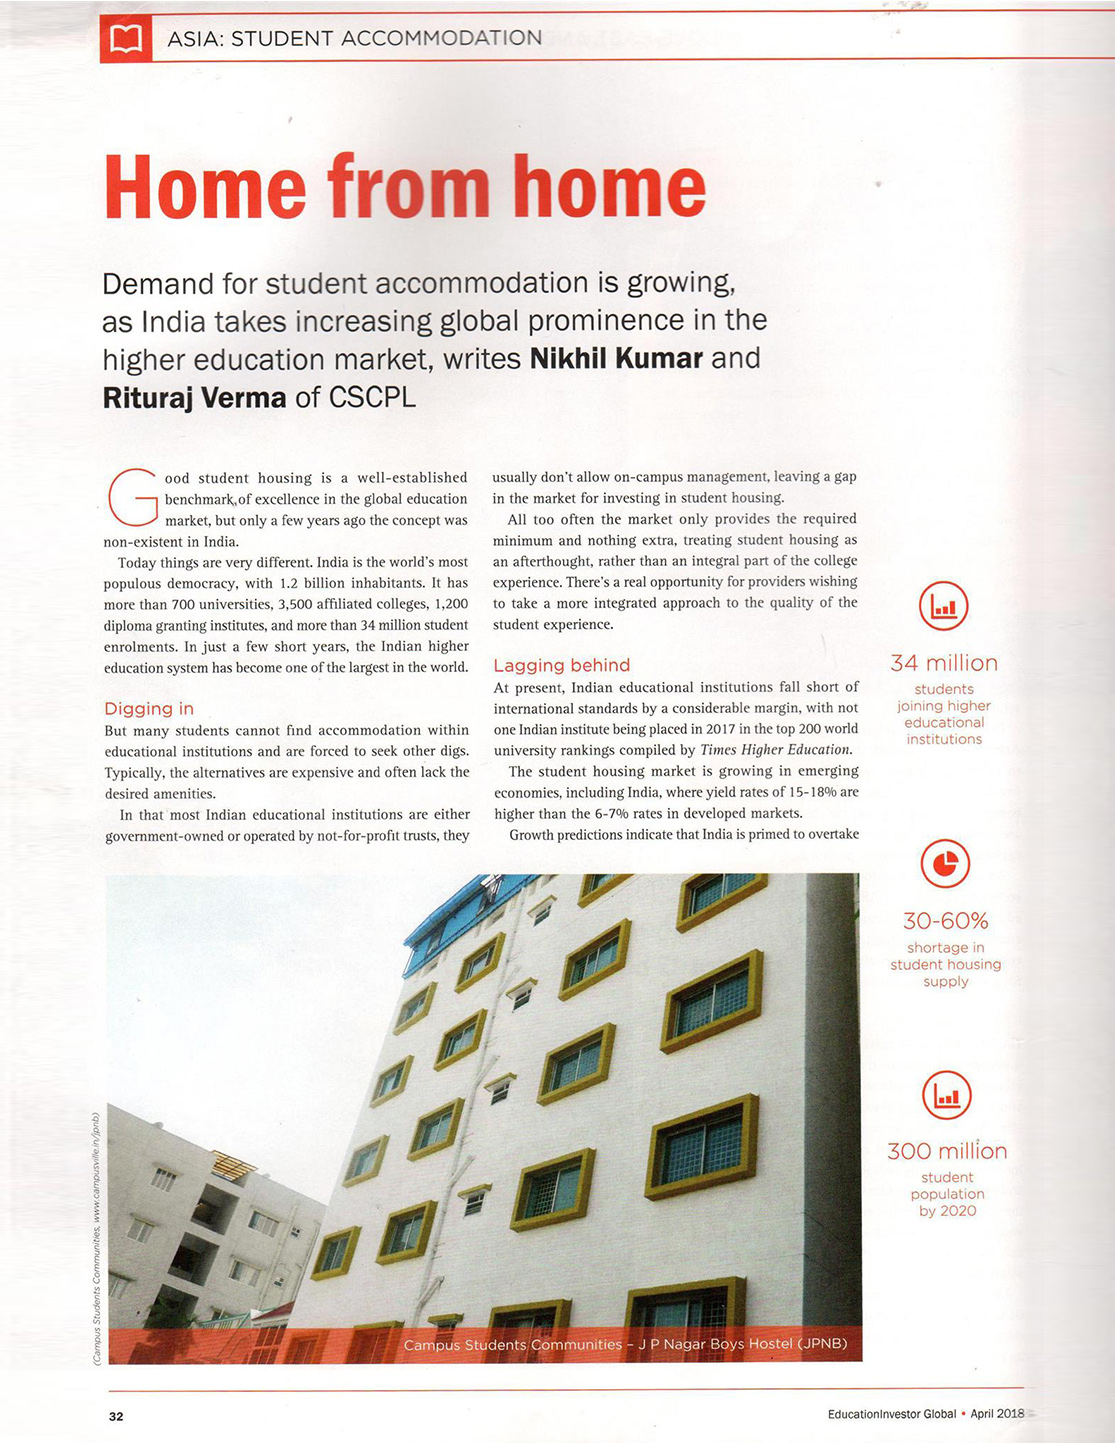 ASIA: STUDENT ACCOMMODATION
Home from home
Demand for student accommodation is growing,
as India takes increasing global prominence in the
higher education market, writes Nikhil Kumar and
Rituraj Verma of CSCPL
Good student housing is a well-established
benchmark of excellence in the global education
market, but only a few years ago the concept was
non-existent in India.
Today things are very different. India is the world's most
populous democracy, with 1.2 billion inhabitants. It has
more than 700 universities, 3,500 affiliated colleges, 1,200
diploma granting institutes, and more than 34 million student
enrolments. In just a few short years, the Indian higher
education system has become one of the largest in the world.
Digging in
But many students cannot find accommodation within
educational institutions and are forced to seek other digs.
Typically, the alternatives are expensive and often lack the
desired amenities.
In that most Indian educational institutions are either
government-owned or operated by not-for-profit trusts, they
usually don't allow on-campus management, leaving a gap
in the market for investing in student housing.
All too often the market only provides the required
minimum and nothing extra, treating student housing as
an afterthought, rather than an integral part of the college
experience. There's a real opportunity for providers wishing
to take a more integrated approach to the quality of the
student experience.
Lagging behind
At present, Indian educational institutions fall short of
international standards by a considerable margin, with not
one Indian institute being placed in 2017 in the top 200 world
university rankings compiled by Times Higher Education.
The student housing market is growing in emerging
economies, including India, where yield rates of 15-18% are
higher than the 6-7% rates in developed markets.
Growth predictions indicate that India is primed to overtake
34 million
students
joining higher
educational
institutions
30-60%
shortage in
student housing
supply
300 million
student
population
by 2020
(Campus Students Communities, www.campusville.in/jpnb)
Campus Students Communities – J P Nagar Boys Hostel (JPNB)
32
EducationInvestor Global • April 2018